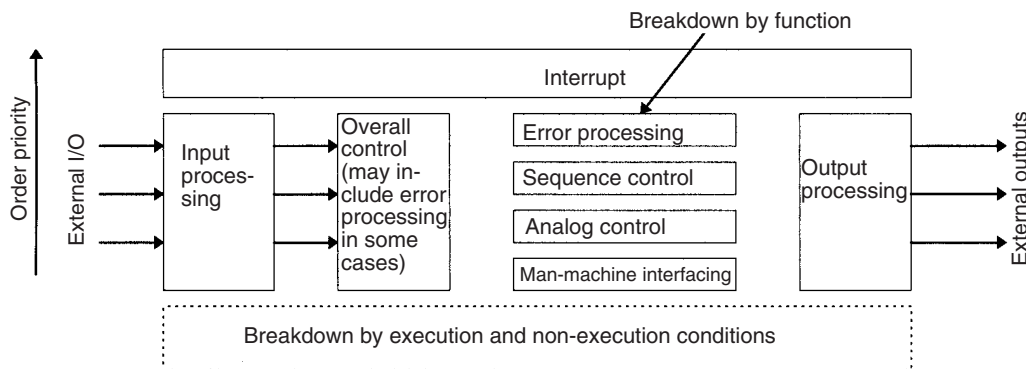 Breakdown by function
Interrupt
Order priority
External I/O
Input
proces-
sing
Overall
control
(may in-
clude error
processing
in some
cases)
Error processing
Sequence control
Analog control
Man-machine interfacing
Output
processing
External outputs
Breakdown by execution and non-execution conditions